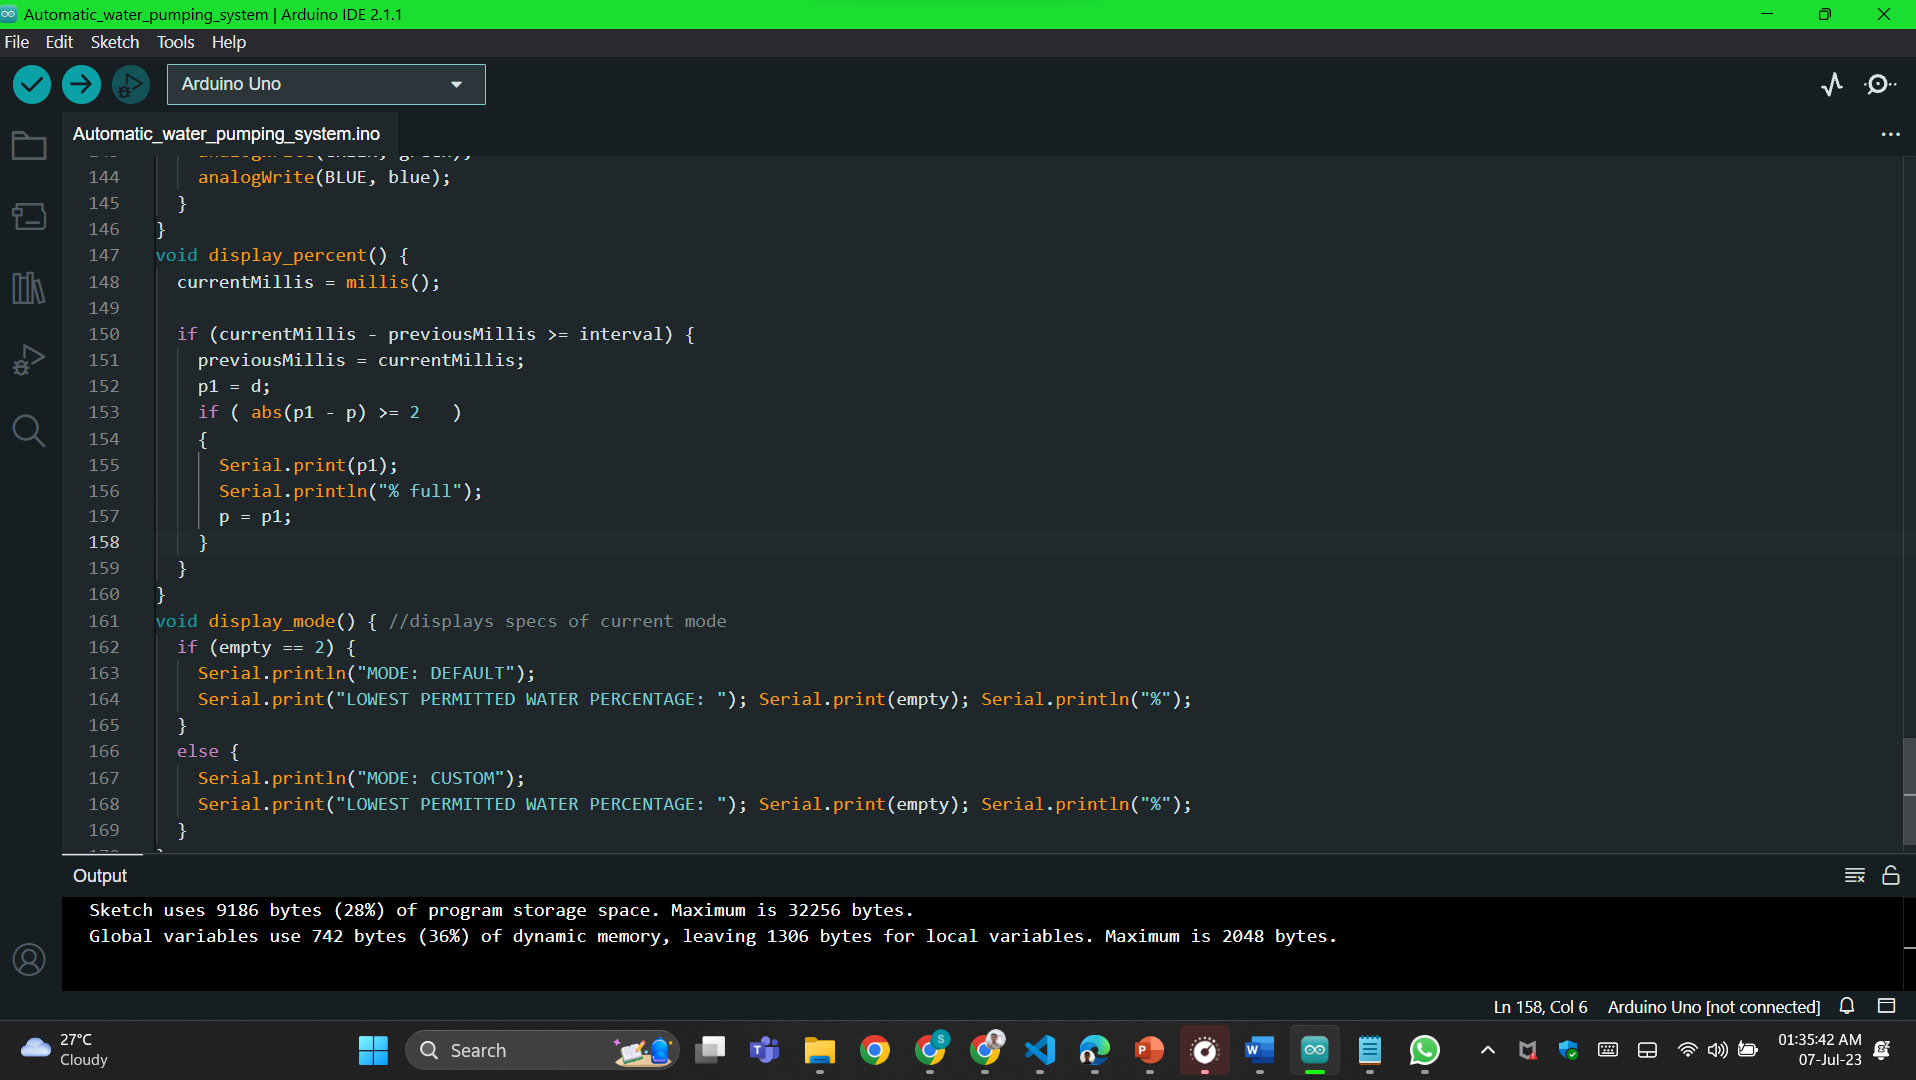 Automatic_water_pumping_system | Arduino IDE 2.1.1
File Edit Sketch Tools Help
Arduino Uno
Automatic_water_pumping_system.ino
144 analogWrite(BLUE, blue);
145 }
146 }
147 void display_percent() {
148 currentMillis = millis();
149
150 if (currentMillis - previousMillis >= interval) {
151 previousMillis = currentMillis;
152 p1 = d;
153 if ( abs(p1 - p) >= 2   )
154 {
155 Serial.print(p1);
156 Serial.println("% full");
157 p = p1;
158 }
159 }
160 }
161 void display_mode() { //displays specs of current mode
162 if (empty == 2) {
163 Serial.println("MODE: DEFAULT");
164 Serial.print("LOWEST PERMITTED WATER PERCENTAGE: "); Serial.print(empty); Serial.println("%");
165 }
166 else {
167 Serial.println("MODE: CUSTOM");
168 Serial.print("LOWEST PERMITTED WATER PERCENTAGE: "); Serial.print(empty); Serial.println("%");
169 }
Output
Sketch uses 9186 bytes (28%) of program storage space. Maximum is 32256 bytes.
Global variables use 742 bytes (36%) of dynamic memory, leaving 1306 bytes for local variables. Maximum is 2048 bytes.
Ln 158, Col 6 Arduino Uno [not connected]
27°C
Cloudy
Search
S
01:35:42 AM
07-Jul-23